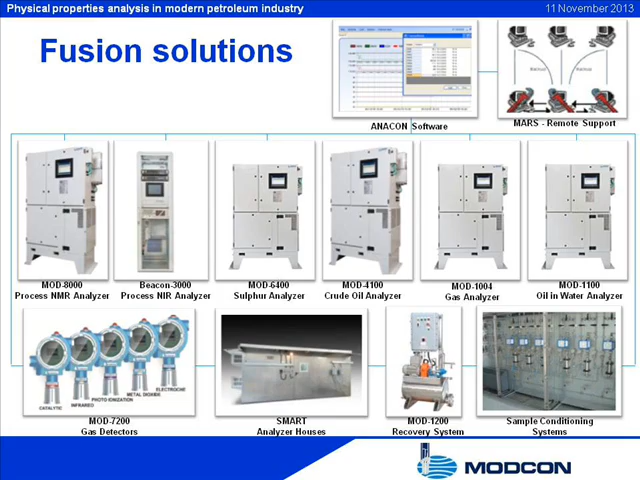 Physical properties analysis in modern petroleum industry
11 November 2013
Fusion solutions
ANACON Software
MARS - Remote Support
MOD-8000
Process NMR Analyzer
Beacon-3000
Process NIR Analyzer
MOD-6400
Sulphur Analyzer
MOD-4100
Crude Oil Analyzer
MOD-1004
Gas Analyzer
MOD-1100
Oil in Water Analyzer
CATALYTIC
INFRARED
PHOTO IONIZATION
METAL DIOXIDE
ELECTROCHE
MOD-7200
Gas Detectors
SMART
Analyzer Houses
MOD-1200
Recovery System
Sample Conditioning
Systems
MODCON